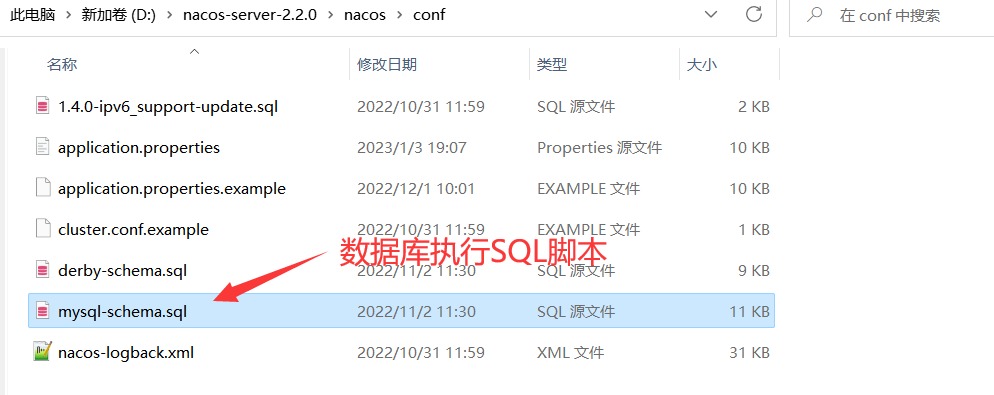 此电脑 > 新加卷 (D:) > nacos-server-2.2.0 > nacos > conf
在 conf 中搜索
名称 修改日期 类型 大小
1.4.0-ipv6_support-update.sql 2022/10/31 11:59 SQL 源文件 2 KB
application.properties 2023/1/3 19:07 Properties 源文件 10 KB
application.properties.example 2022/12/1 10:01 EXAMPLE 文件 10 KB
cluster.conf.example 2022/10/31 11:59 EXAMPLE 文件 1 KB
数据库执行SQL脚本
derby-schema.sql 2022/11/2 11:30 SQL 源文件 9 KB
mysql-schema.sql 2022/11/2 11:30 SQL 源文件 11 KB
nacos-logback.xml 2022/10/31 11:59 XML 文件 31 KB